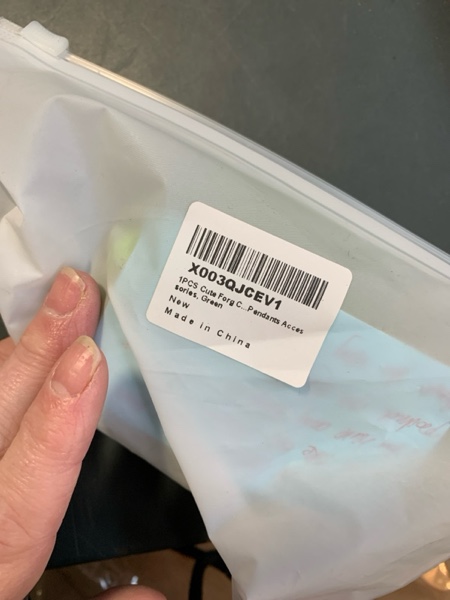 X003QJCEV1
1PCS Cute Forg C...Pendants Acces
sories, Green
New
Made in China